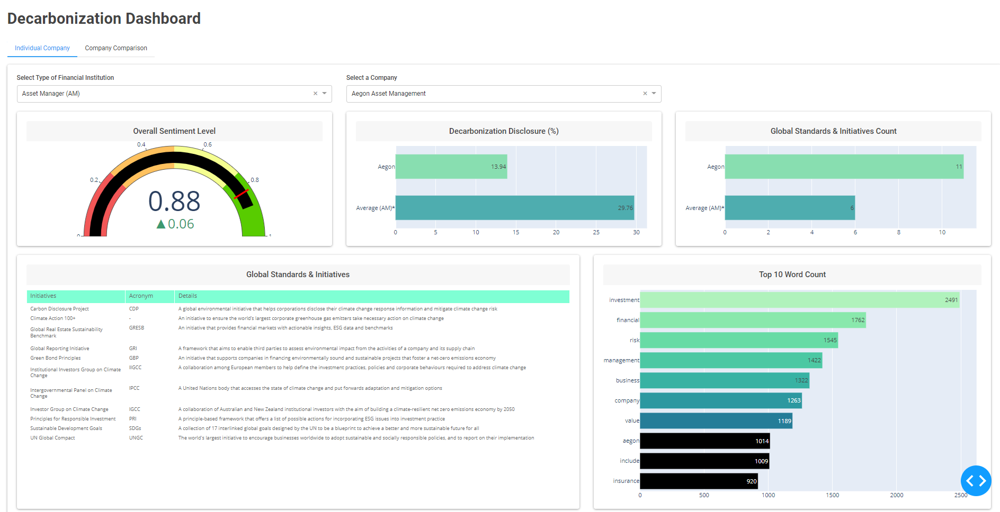 Decarbonization Dashboard
Individual Company
Company Comparison
Select Type of Financial Institution
Select a Company
Asset Manager (AM)
Aegon Asset Management
Overall Sentiment Level
0
0.2
0.4
0.6
0.8
1
0.88
▲0.06
Decarbonization Disclosure (%)
Aegon
13.94
Average (AM)*
29.76
0 5 10 15 20 25 30
Global Standards & Initiatives Count
Aegon
11
Average (AM)*
6
0 2 4 6 8 10
Global Standards & Initiatives
Initiatives Acronym Details
Carbon Disclosure Project CDP A global environmental initiative that helps corporations disclose their climate change response information and mitigate climate change risk
Climate Action 100+ - An initiative to ensure the world's largest corporate greenhouse gas emitters take necessary action on climate change
Global Real Estate Sustainability GRESB An initiative that provides financial markets with actionable insights, ESG data and benchmarks
Benchmark
Global Reporting Initiative GRI A framework that aims to enable third parties to assess environmental impact from the activities of a company and its supply chain
Green Bond Principles GBP An initiative that supports companies in financing environmentally sound and sustainable projects that foster a net-zero emissions economy
Institutional Investors Group on Climate IIGCC A collaboration among European members to help define the investment practices, policies and corporate behaviours required to address climate change
Change
Intergovernmental Panel on Climate IPCC A United Nations body that accesses the state of climate change and put forwards adaptation and mitigation options
Change
Investor Group on Climate Change IGCC A collaboration of Australian and New Zealand institutional investors with the aim of building a climate-resilient net zero emissions economy by 2050
Principles for Responsible Investment PRI A principle-based framework that offers a list of possible actions for incorporating ESG issues into investment practice
Sustainable Development Goals SDGs A collection of 17 interlinked global goals designed by the UN to be a blueprint to achieve a better and more sustainable future for all
UN Global Compact UNGC The world's largest initiative to encourage businesses worldwide to adopt sustainable and socially responsible policies, and to report on their implementation
Top 10 Word Count
investment 2491
financial 1762
risk 1545
management 1422
business 1322
company 1263
value 1189
aegon 1014
include 1009
insurance 920
0 500 1000 1500 2000 2500